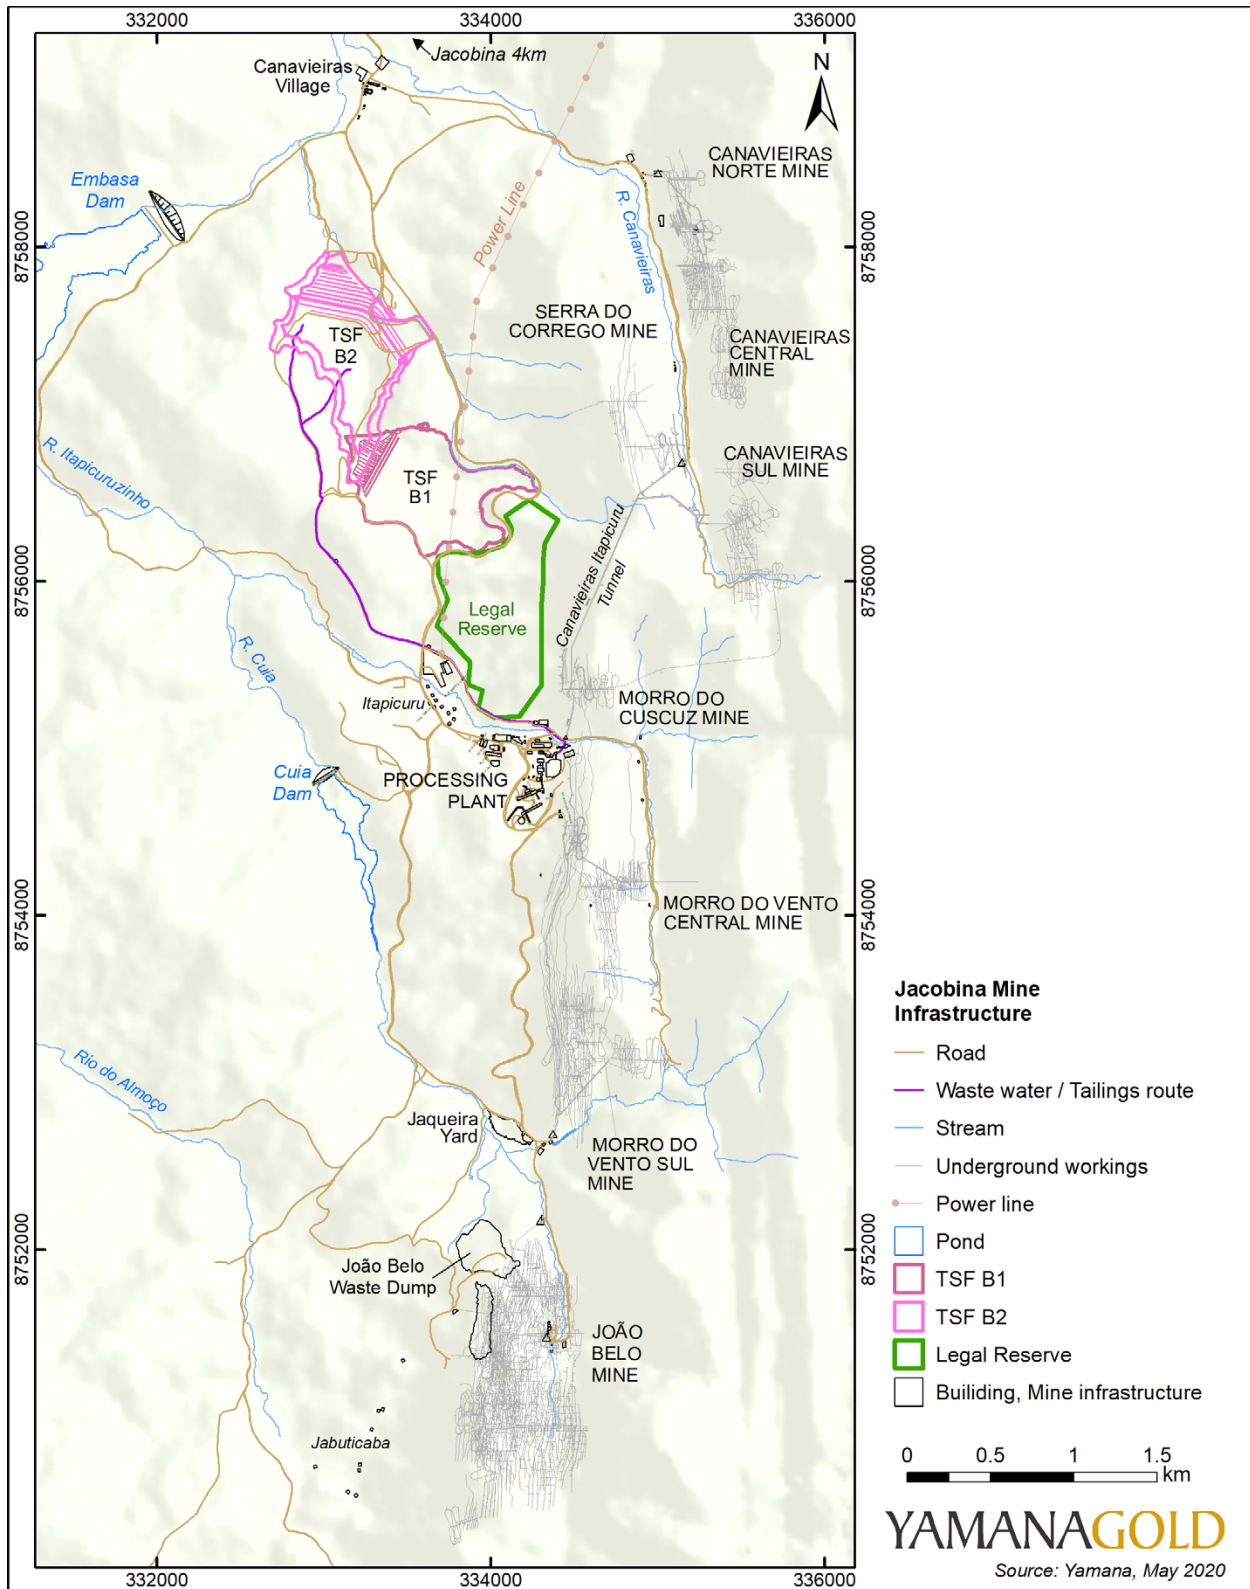 332000
334000
336000
Jacobina 4km
Canavieiras
Village
N
CANAVIEIRAS
NORTE MINE
Embasa
Dam
R. Canavieiras
Power Line
8758000
8758000
SERRA DO
CORREGO MINE
TSF
B2
CANAVIEIRAS
CENTRAL
MINE
R. Itapicuruzinho
CANAVIEIRAS
SUL MINE
TSF
B1
Canavieiras Itapicuru
Tunnel
8756000
8756000
Legal
Reserve
R. Cuia
Itapicuru
MORRO DO
CUSCUZ MINE
Cuia
Dam
PROCESSING
PLANT
8754000
8754000
MORRO DO VENTO
CENTRAL MINE
Rio do Almoço
Jaqueira
Yard
MORRO DO
VENTO SUL
MINE
8752000
8752000
João Belo
Waste Dump
JOÃO
BELO
MINE
Jabuticaba
332000
334000
336000
Jacobina Mine
Infrastructure
Road
Waste water / Tailings route
Stream
Underground workings
Power line
Pond
TSF B1
TSF B2
Legal Reserve
Builiding, Mine infrastructure
0 0.5 1 1.5
km
YAMANAGOLD
Source: Yamana, May 2020